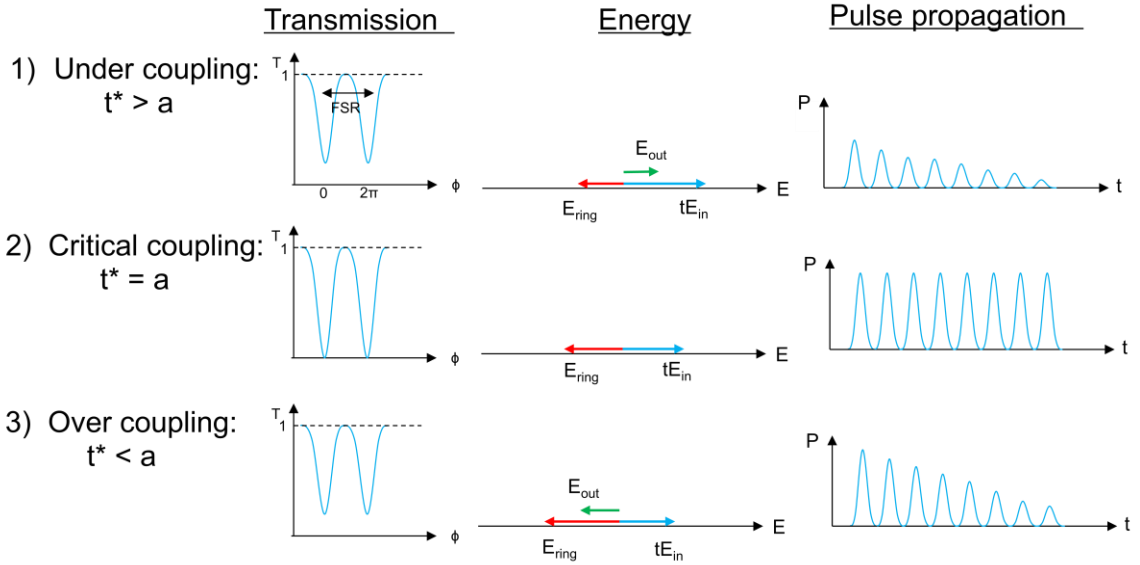 Transmission
Energy
Pulse propagation
1) Under coupling:
t* > a
T
1
FSR
0
2π
ϕ
E_out
E_ring
tE_in
E
P
t
2) Critical coupling:
t* = a
T
1
ϕ
E_ring
tE_in
E
P
t
3) Over coupling:
t* < a
T
1
ϕ
E_out
E_ring
tE_in
E
P
t